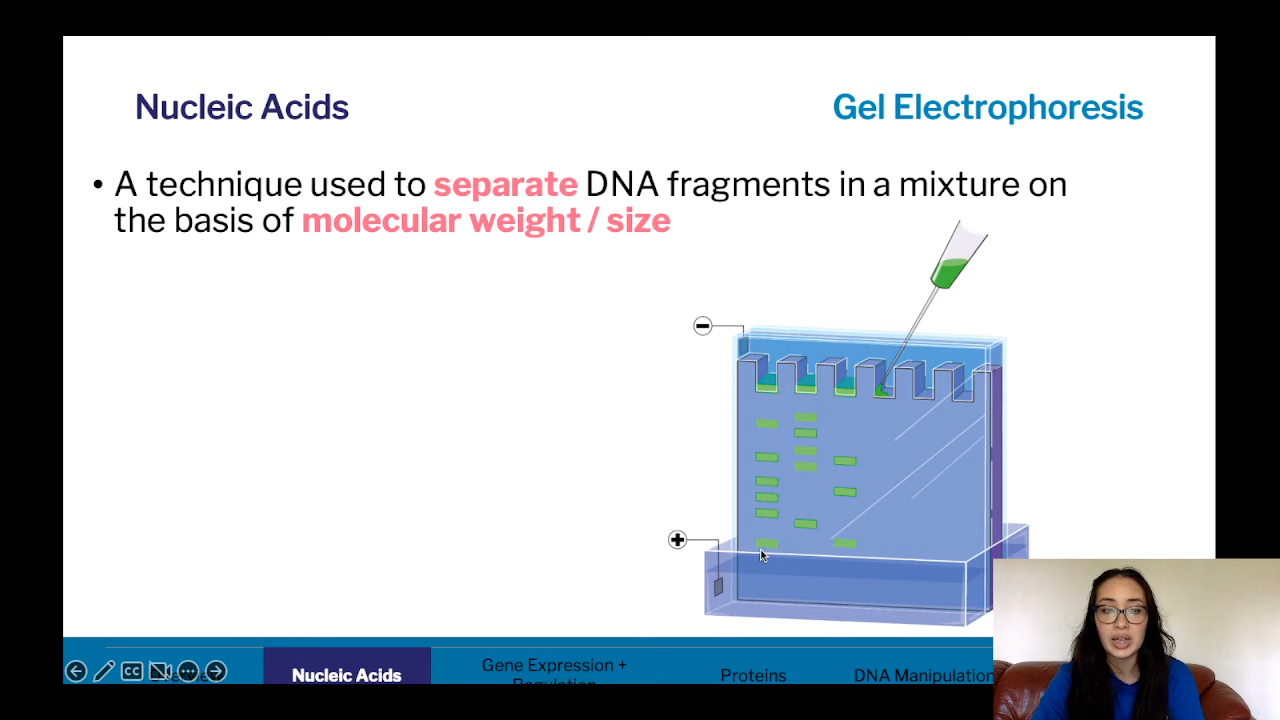 Nucleic Acids
Gel Electrophoresis
• A technique used to separate DNA fragments in a mixture on
the basis of molecular weight / size
Nucleic Acids
Gene Expression +
Regulation
Proteins
DNA Manipulation
CC